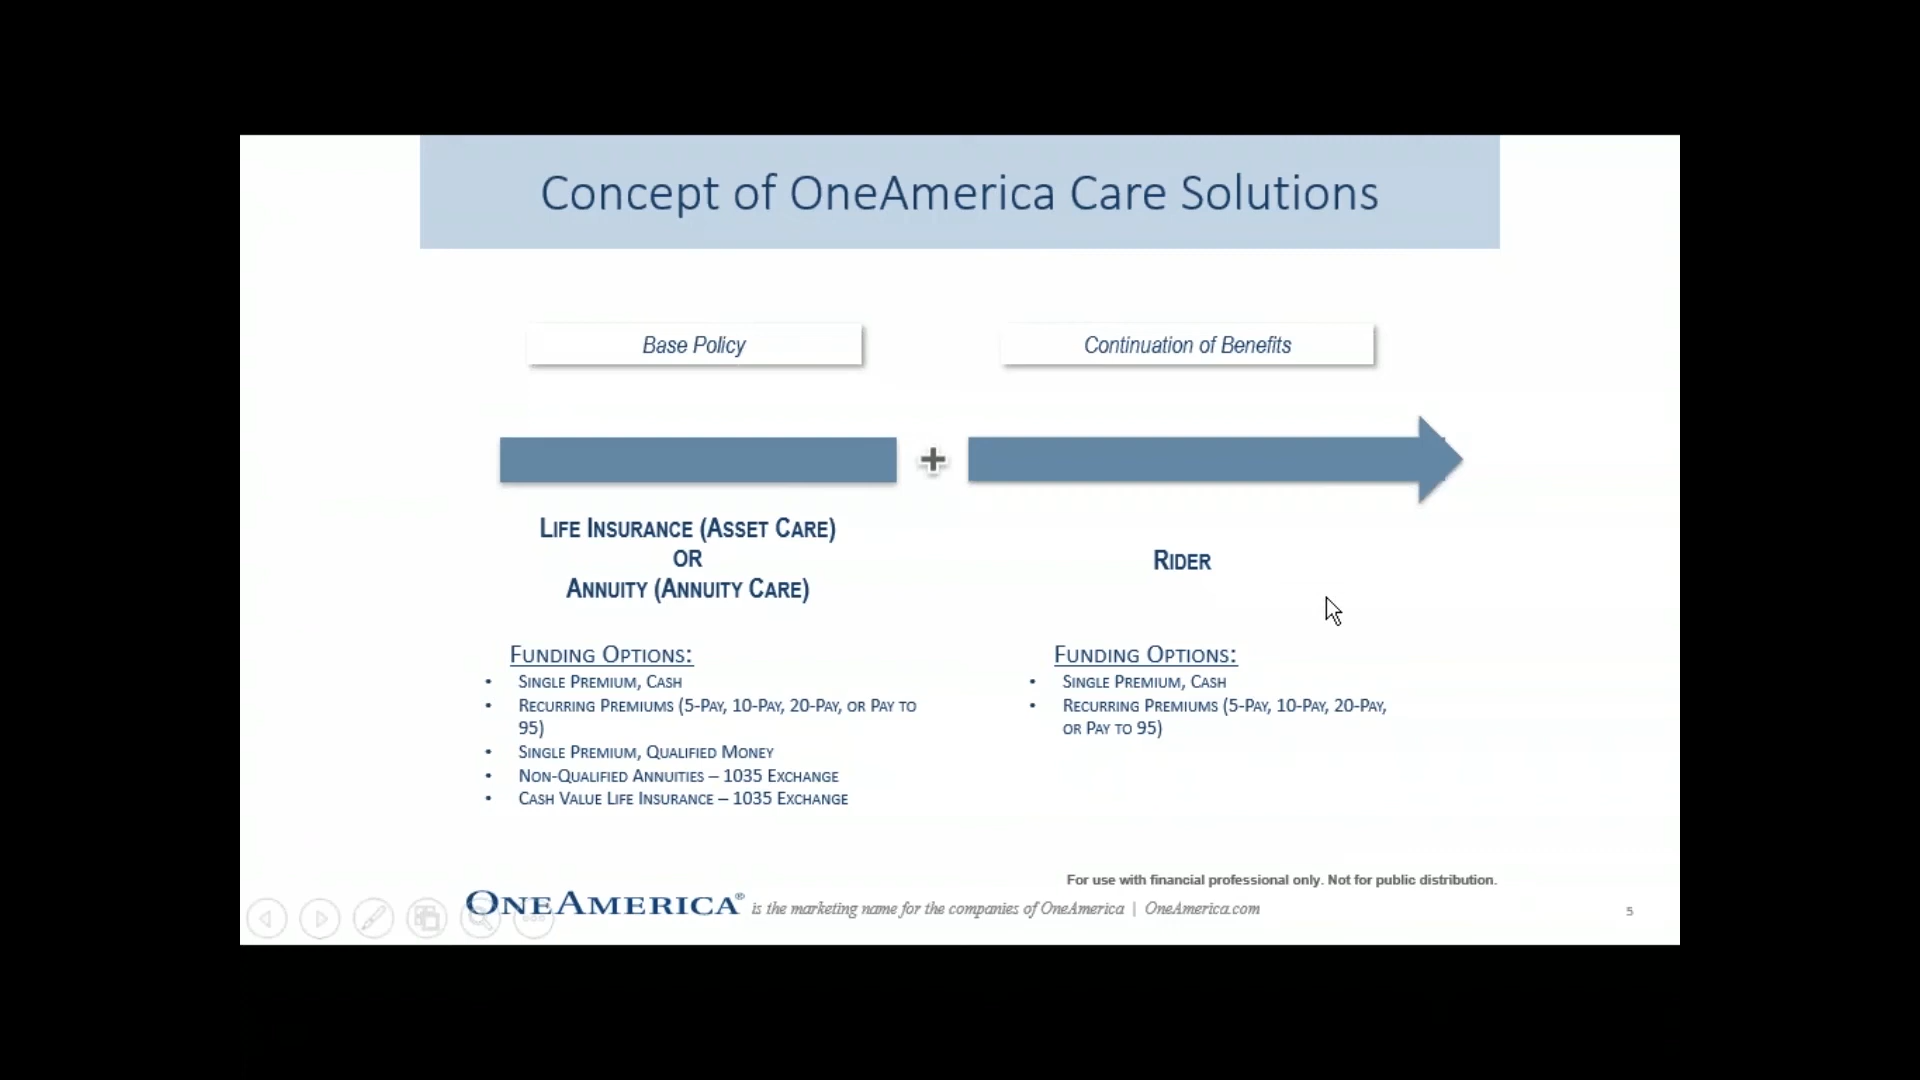 Concept of OneAmerica Care Solutions
Base Policy
Continuation of Benefits
+
LIFE INSURANCE (ASSET CARE)
OR
ANNUITY (ANNUITY CARE)
RIDER
FUNDING OPTIONS:
• SINGLE PREMIUM, CASH
• RECURRING PREMIUMS (5-PAY, 10-PAY, 20-PAY, OR PAY TO
95)
• SINGLE PREMIUM, QUALIFIED MONEY
• NON-QUALIFIED ANNUITIES – 1035 EXCHANGE
• CASH VALUE LIFE INSURANCE – 1035 EXCHANGE
FUNDING OPTIONS:
• SINGLE PREMIUM, CASH
• RECURRING PREMIUMS (5-PAY, 10-PAY, 20-PAY,
OR PAY TO 95)
For use with financial professional only. Not for public distribution.
ONEAMERICA® is the marketing name for the companies of OneAmerica | OneAmerica.com
5